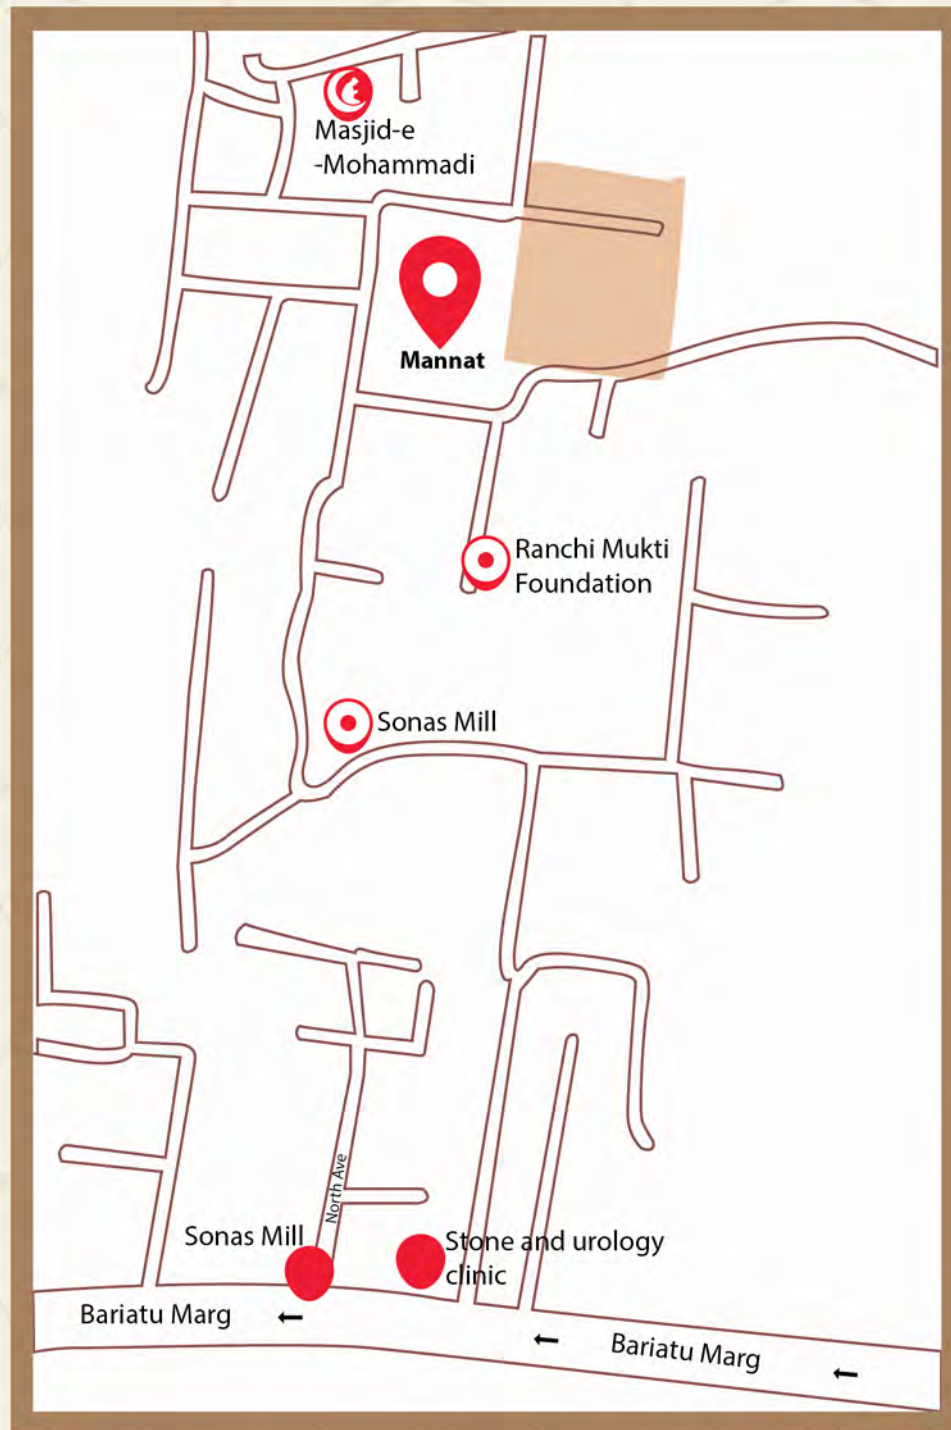 Masjid-e
-Mohammadi
Mannat
Ranchi Mukti
Foundation
Sonas Mill
North Ave
Sonas Mill
Stone and urology
clinic
Bariatu Marg
Bariatu Marg